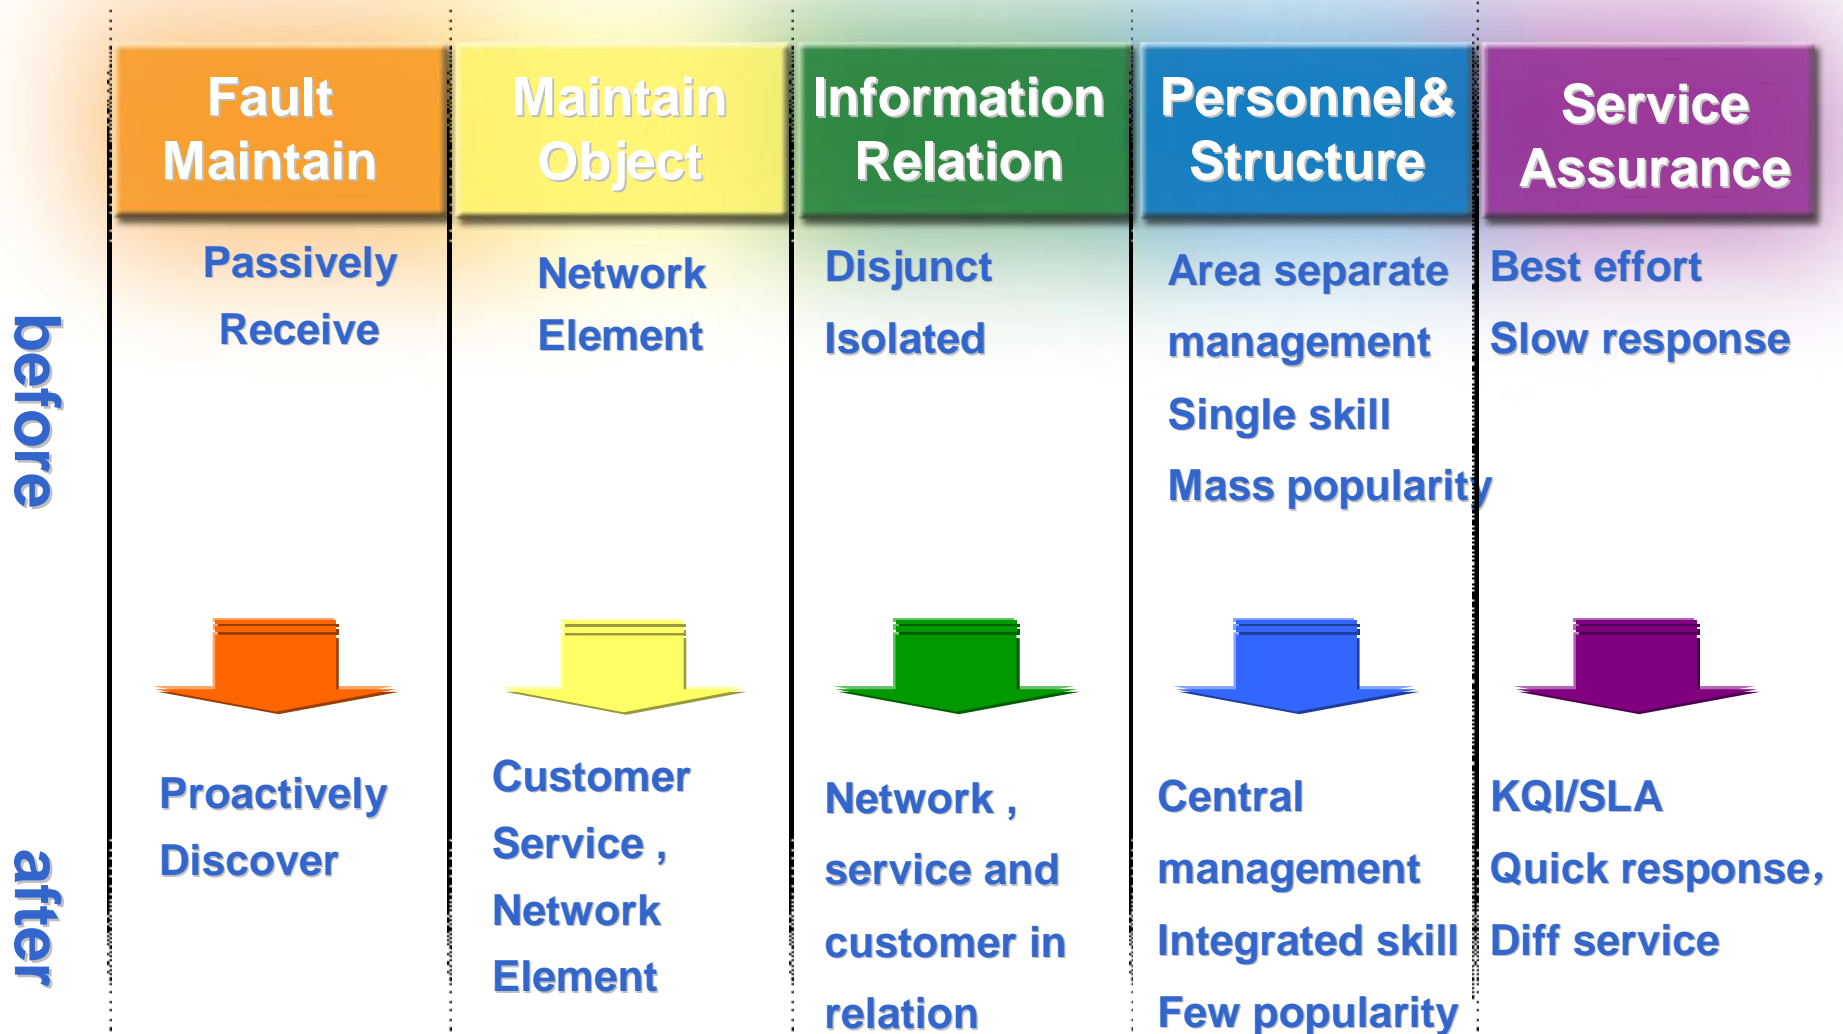 Fault
Maintain
Maintain
Object
Information
Relation
Personnel&
Structure
Service
Assurance
before
Passively
Receive
Network
Element
Disjunct
Isolated
Area separate
management
Single skill
Mass popularity
Best effort
Slow response
after
Proactively
Discover
Customer
Service ,
Network
Element
Network ,
service and
customer in
relation
Central
management
Integrated skill
Few popularity
KQI/SLA
Quick response，
Diff service